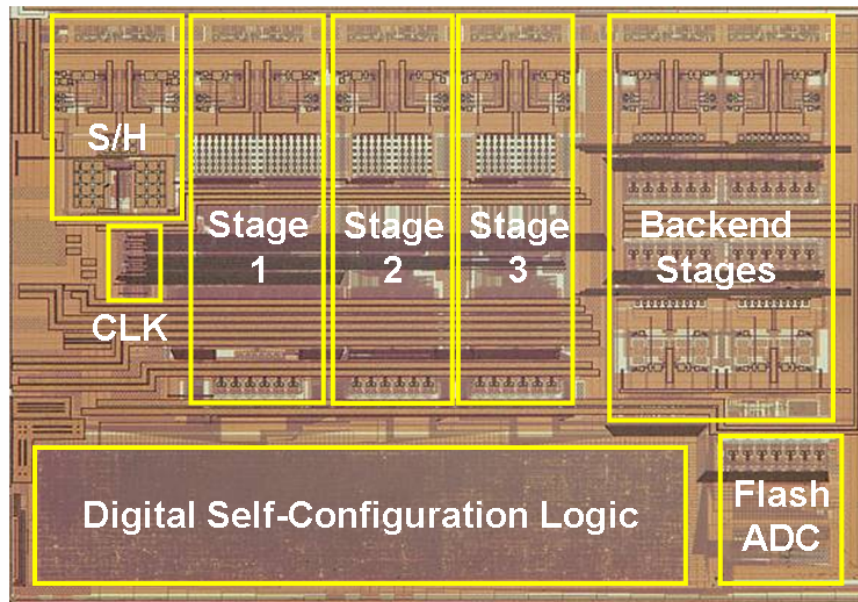 S/H
Stage
1
Stage
2
Stage
3
Backend
Stages
CLK
Digital Self-Configuration Logic
Flash
ADC